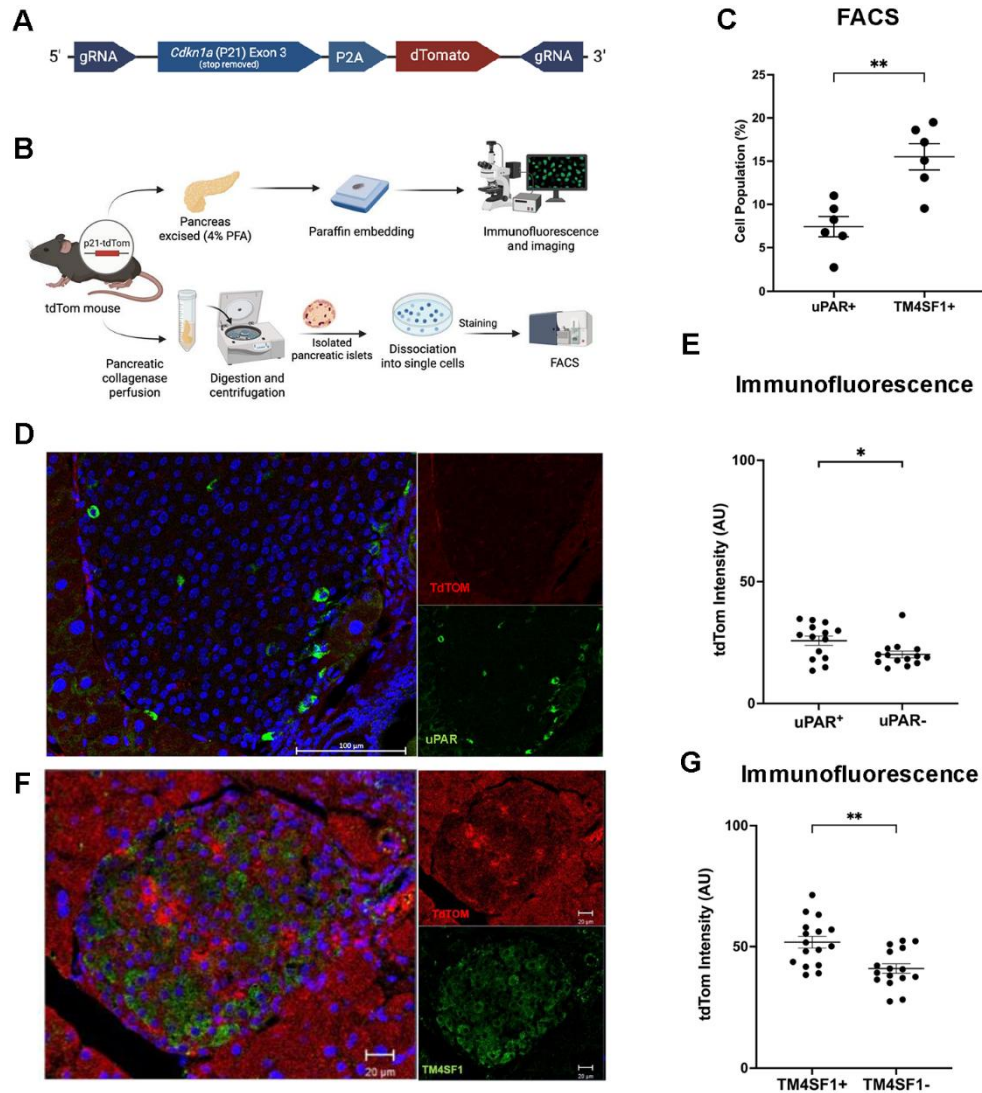 A
5'
gRNA
Cdkn1a (P21) Exon 3
(stop removed)
P2A
dTomato
gRNA
3'
B
p21-tdTom
tdTom mouse
Pancreas
excised (4% PFA)
Paraffin embedding
Immunofluorescence
and imaging
Pancreatic
collagenase
perfusion
Digestion and
centrifugation
Isolated
pancreatic islets
Dissociation
into single cells
Staining
FACS
C
FACS
**
Cell Population (%)
25
20
15
10
5
0
uPAR+
TM4SF1+
D
TdTOM
uPAR
100 µm
E
Immunofluorescence
*
tdTom Intensity (AU)
100
50
0
uPAR+
uPAR-
F
TdTOM
20 µm
TM4SF1
20 µm
20 µm
G
Immunofluorescence
**
tdTom Intensity (AU)
100
50
0
TM4SF1+
TM4SF1-